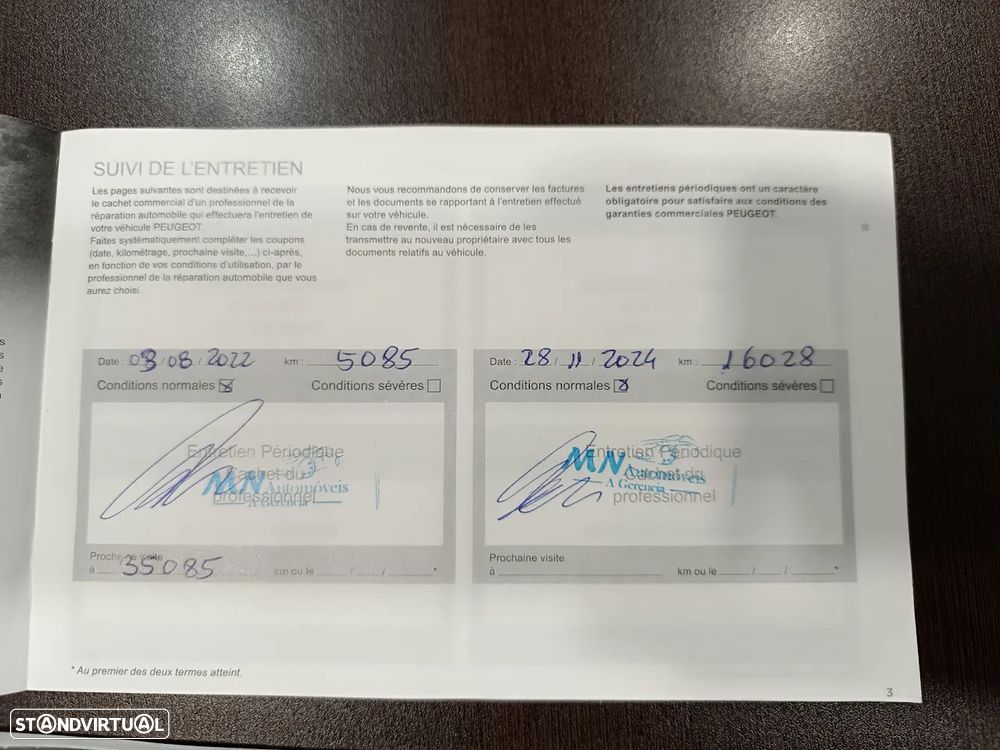 SUIVI DE L'ENTRETIEN
Les pages suivantes sont destinées à recevoir
le cachet commercial d'un professionnel de la
réparation automobile qui effectuera l'entretien de
votre véhicule PEUGEOT.
Faites systématiquement compléter les coupons
(date, kilométrage, prochaine visite,...) ci-après,
en fonction de vos conditions d'utilisation, par le
professionnel de la réparation automobile que vous
aurez choisi.
Nous vous recommandons de conserver les factures
et les documents se rapportant à l'entretien effectué
sur votre véhicule.
En cas de revente, il est nécessaire de les
transmettre au nouveau propriétaire avec tous les
documents relatifs au véhicule.
Les entretiens périodiques ont un caractère
obligatoire pour satisfaire aux conditions des
garanties commerciales PEUGEOT.
Date : 03 / 08 / 2022 km : 5085
Conditions normales Conditions sévères
Entretien Périodique
Cachet du
professionnel
MN Automóveis
A Gerência
Prochaine visite
à 35085 km ou le / / *
Date : 28 / 11 / 2024 km : 16028
Conditions normales Conditions sévères
Entretien Périodique
Cachet du
professionnel
MN Automóveis
A Gerência
Prochaine visite
à km ou le / / *
* Au premier des deux termes atteint.
3
STANDVIRTUAL